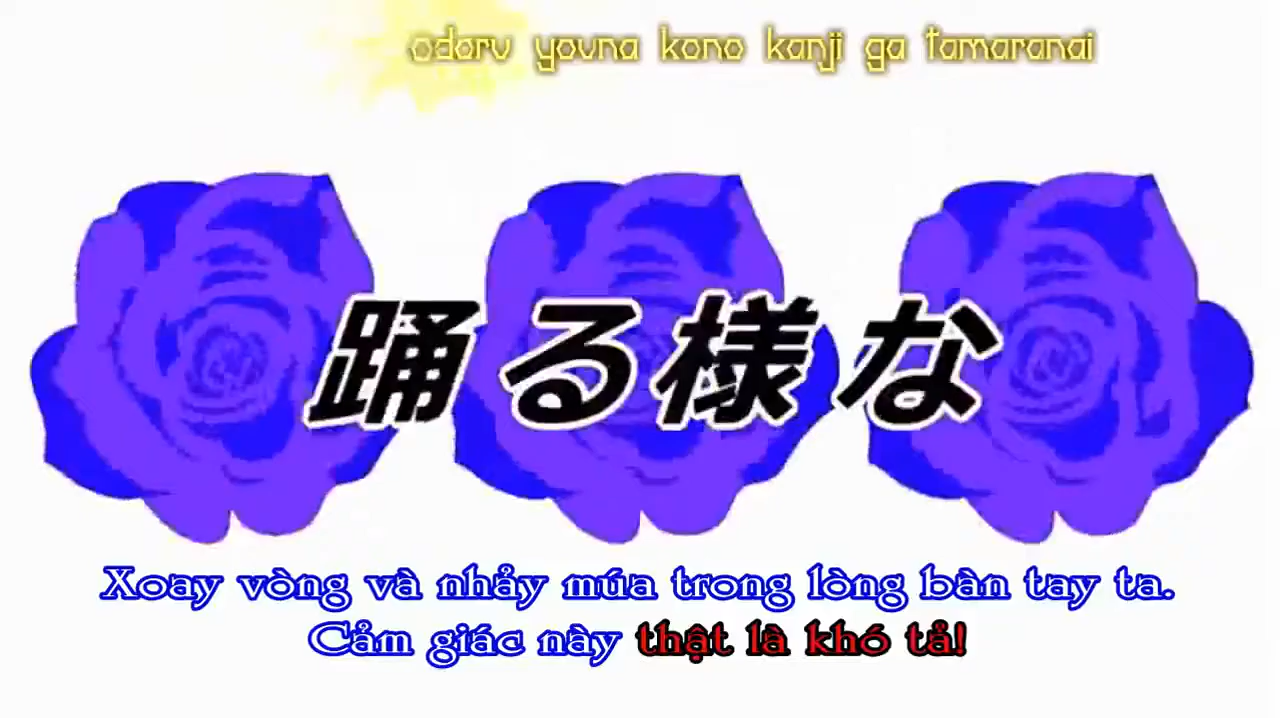 odoru youna kono kanji ga tamaranai
踊る様な
Xoay vòng và nhảy múa trong lòng bàn tay ta.
Cảm giác này thật là khó tả!